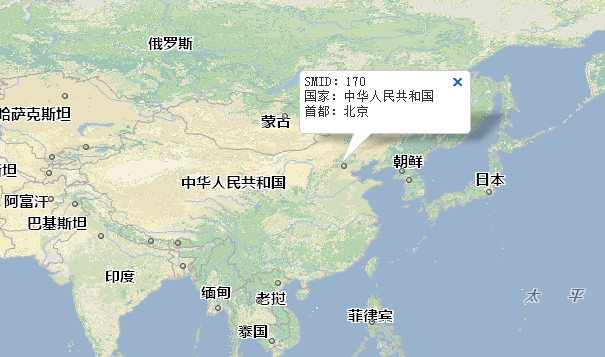 俄罗斯
SMID: 170
国家: 中华人民共和国
首都: 北京
哈萨克斯坦
蒙古
朝鲜
斯坦
中华人民共和国
日本
阿富汗
巴基斯坦
印度
缅甸
老挝
太 平
菲律宾
泰国